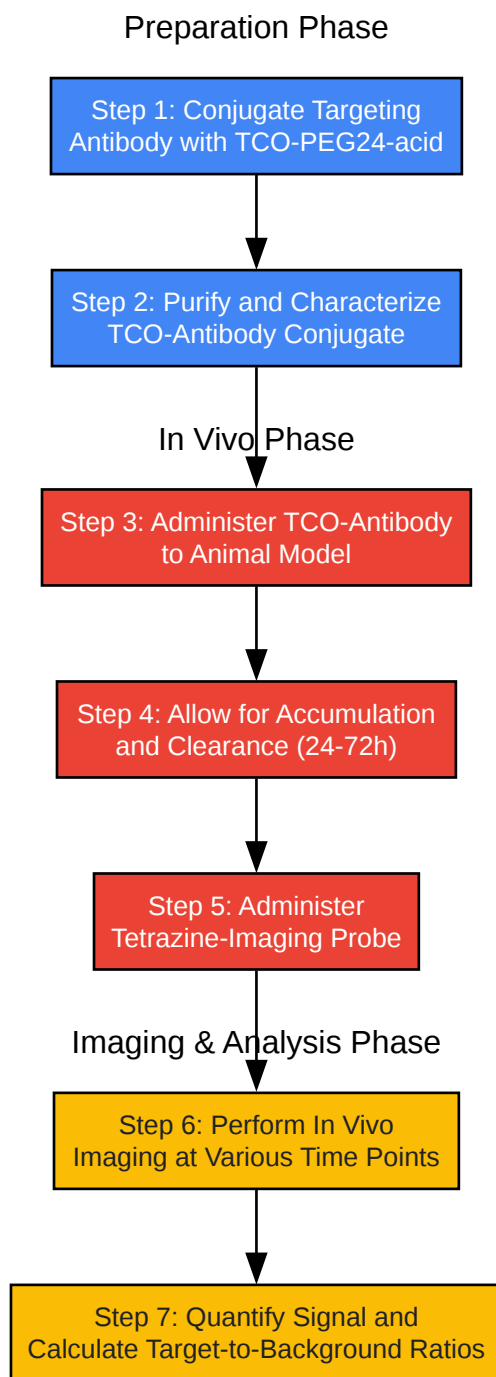 Preparation Phase
Step 1: Conjugate Targeting
Antibody with TCO-PEG24-acid
Step 2: Purify and Characterize
TCO-Antibody Conjugate
In Vivo Phase
Step 3: Administer TCO-Antibody
to Animal Model
Step 4: Allow for Accumulation
and Clearance (24-72h)
Step 5: Administer
Tetrazine-Imaging Probe
Imaging & Analysis Phase
Step 6: Perform In Vivo
Imaging at Various Time Points
Step 7: Quantify Signal and
Calculate Target-to-Background Ratios